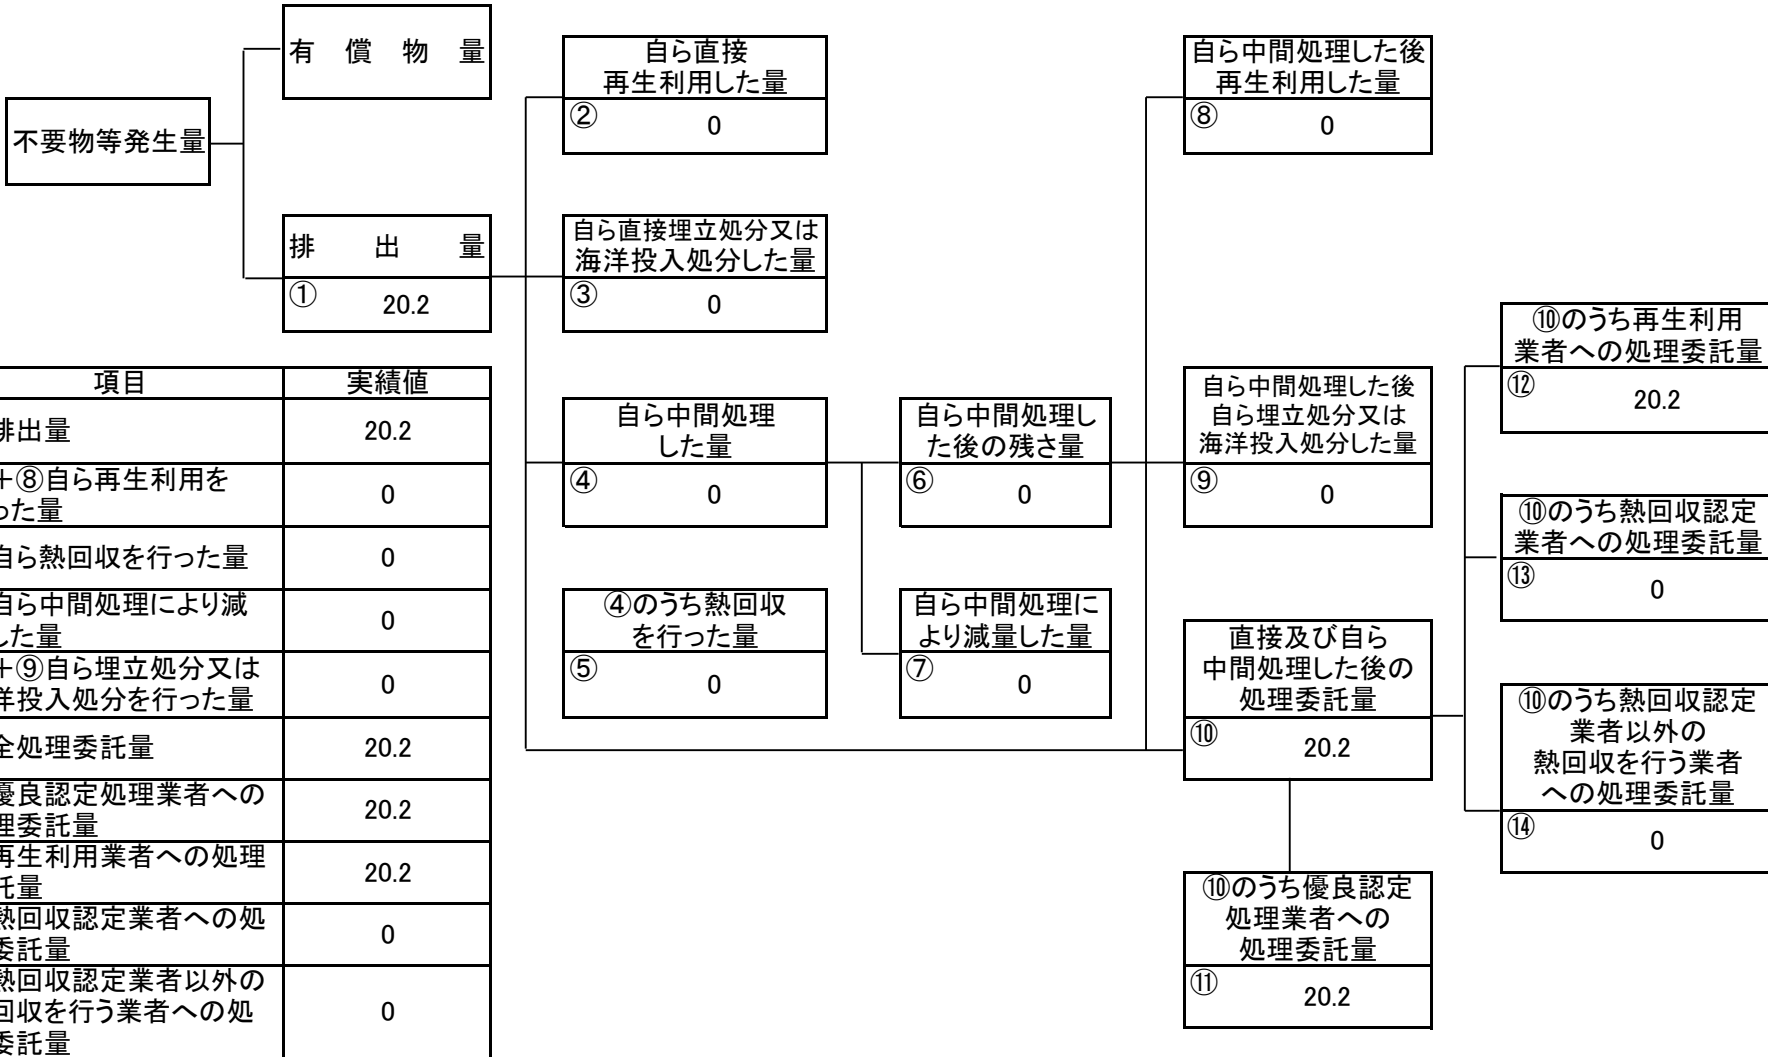 不要物等発生量
有償物量
排出量
①
20.2
自ら直接
再生利用した量
②
0
自ら直接埋立処分又は
海洋投入処分した量
③
0
自ら中間処理
した量
④
0
④のうち熱回収
を行った量
⑤
0
自ら中間処理し
た後の残さ量
⑥
0
自ら中間処理に
より減量した量
⑦
0
自ら中間処理した後
再生利用した量
⑧
0
自ら中間処理した後
自ら埋立処分又は
海洋投入処分した量
⑨
0
直接及び自ら
中間処理した後の
処理委託量
⑩
20.2
⑩のうち優良認定
処理業者への
処理委託量
⑪
20.2
⑩のうち再生利用
業者への処理委託量
⑫
20.2
⑩のうち熱回収認定
業者への処理委託量
⑬
0
⑩のうち熱回収認定
業者以外の
熱回収を行う業者
への処理委託量
⑭
0
項目
実績値
排出量
20.2
+⑧自ら再生利用を
った量
0
自ら熱回収を行った量
0
自ら中間処理により減
した量
0
+⑨自ら埋立処分又は
洋投入処分を行った量
0
全処理委託量
20.2
優良認定処理業者への
理委託量
20.2
再生利用業者への処理
託量
20.2
熱回収認定業者への処
委託量
0
熱回収認定業者以外の
回収を行う業者への処
委託量
0